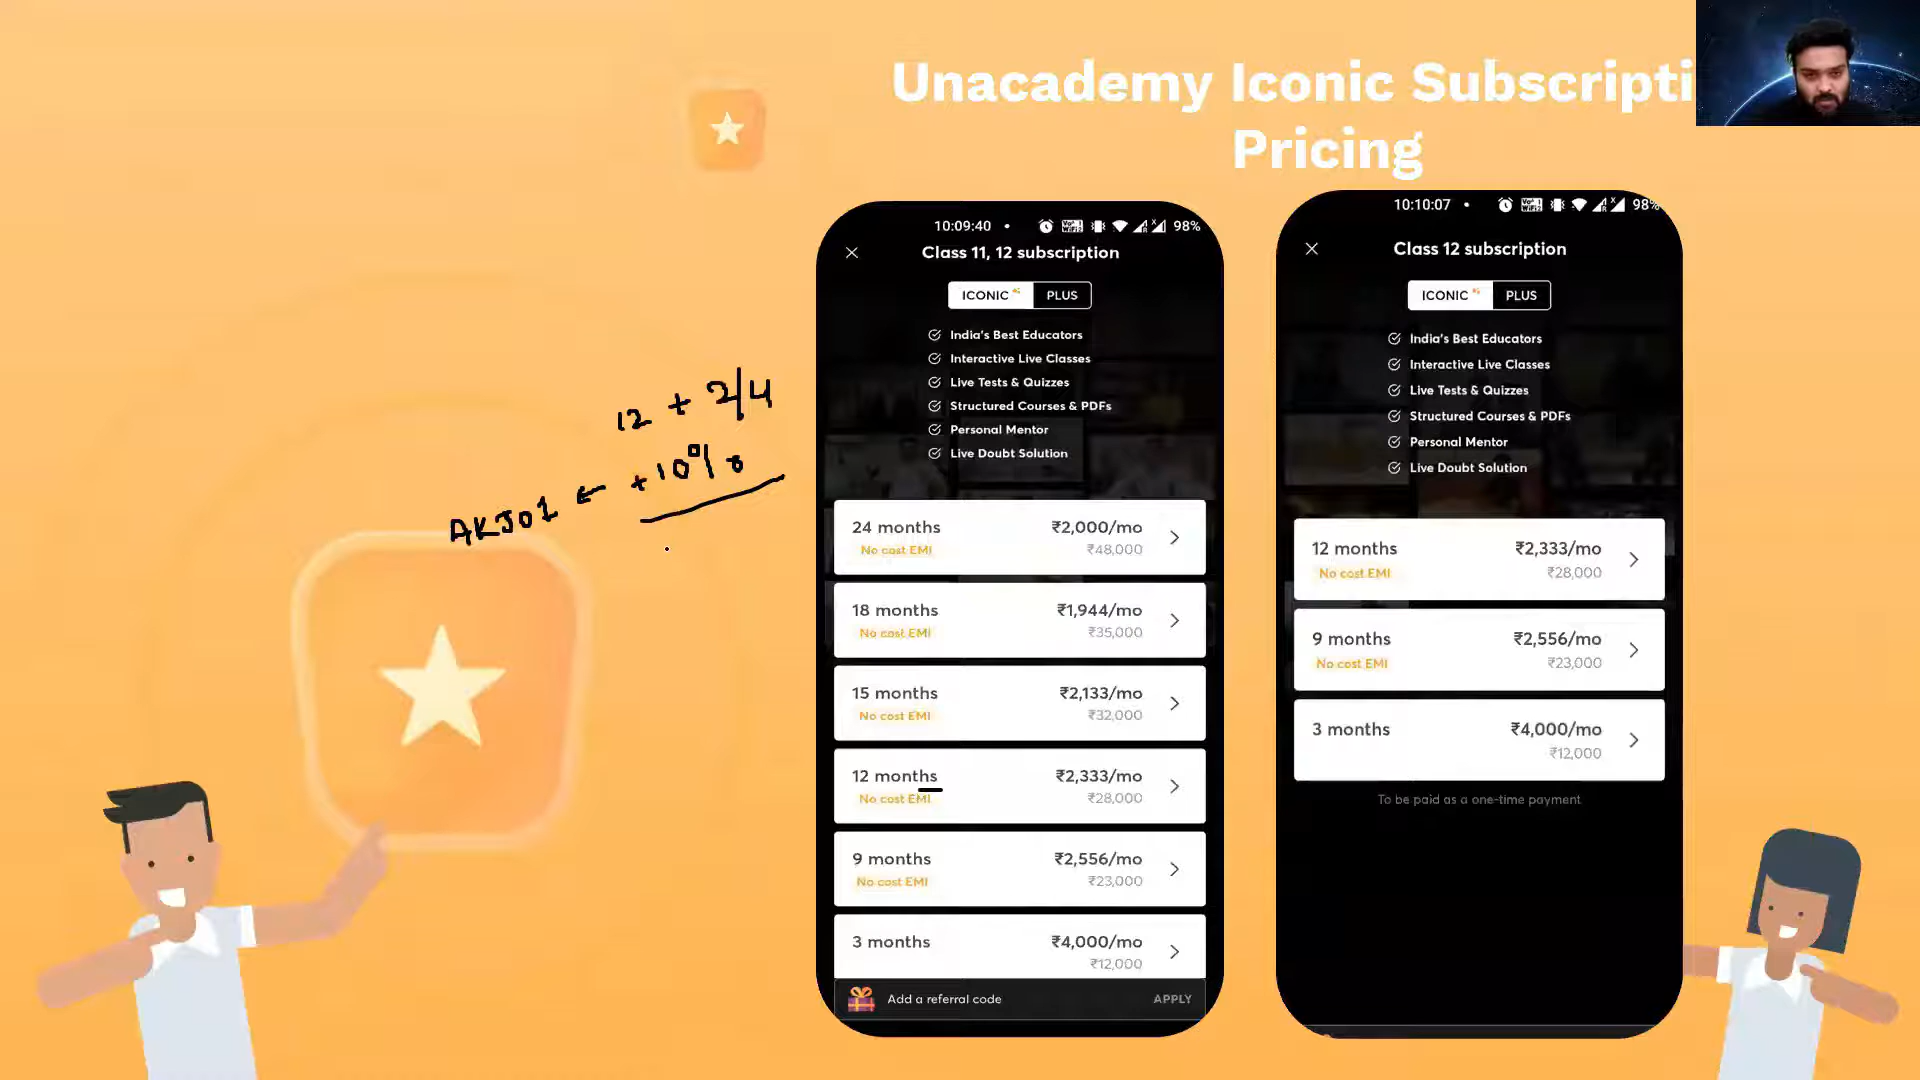 Unacademy Iconic Subscripti
Pricing
12 + 2/4
+10%
AKJ01 ←
10:09:40 • 98%
Class 11, 12 subscription
ICONIC PLUS
India's Best Educators
Interactive Live Classes
Live Tests & Quizzes
Structured Courses & PDFs
Personal Mentor
Live Doubt Solution
24 months ₹2,000/mo
No cost EMI ₹48,000
18 months ₹1,944/mo
No cost EMI ₹35,000
15 months ₹2,133/mo
No cost EMI ₹32,000
12 months ₹2,333/mo
No cost EMI ₹28,000
9 months ₹2,556/mo
No cost EMI ₹23,000
3 months ₹4,000/mo
₹12,000
Add a referral code APPLY
10:10:07 • 98%
Class 12 subscription
ICONIC PLUS
India's Best Educators
Interactive Live Classes
Live Tests & Quizzes
Structured Courses & PDFs
Personal Mentor
Live Doubt Solution
12 months ₹2,333/mo
No cost EMI ₹28,000
9 months ₹2,556/mo
No cost EMI ₹23,000
3 months ₹4,000/mo
₹12,000
To be paid as a one-time payment